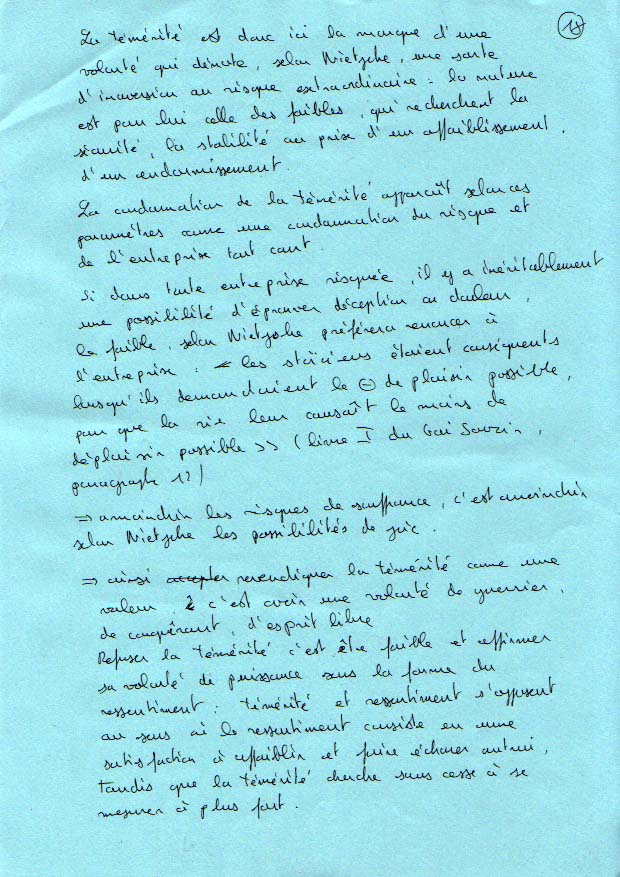 18
La témérité est donc ici la marque d'une
volonté qui dénote, selon Nietzsche, une sorte
d'inversion au risque extraordinaire : la nature
est pour lui celle des faibles, qui recherchent la
sécurité, la stabilité au prise d'un affaiblissement,
d'un endormissement.
La condamnation de la témérité apparaît selon ces
paramètres comme une condamnation du risque et
de l'entreprise tout court.
Si dans toute entreprise risquée, il y a inévitablement
une possibilité d'éprouver déception ou douleur,
le faible, selon Nietzsche préférera renoncer à
l'entreprise : « les stoïciens étaient conséquents
lorsqu'ils demandaient le ⊖ de plaisir possible,
pour que la vie leur causât le moins de
déplaisir possible >> (livre I du Gai Savoir,
paragraphe 12)
⇒ amoindrir les risques de souffrance, c'est amoindrir
selon Nietzsche les possibilités de joie.
⇒ ainsi accepter revendiquer la témérité comme une
valeur, c'est avoir une volonté de guerrier,
de conquérant, d'esprit libre
Refuser la témérité c'est être faible et affirmer
sa volonté de puissance sous la forme du
ressentiment : témérité et ressentiment s'opposent
au sens où le ressentiment consiste en une
satisfaction à affaiblir et faire échouer autrui,
tandis que la témérité cherche sans cesse à se
mesurer à plus fort.